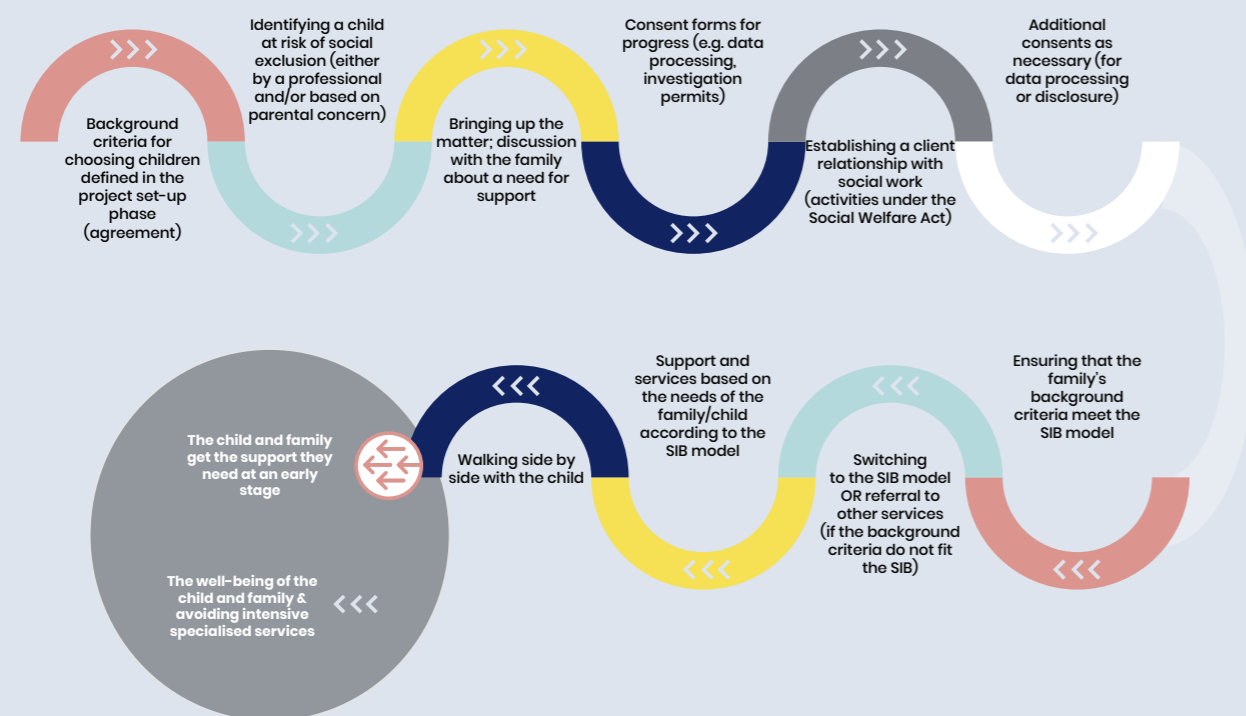 Background
criteria for
choosing children
defined in the
project set-up
phase
(agreement)
Identifying a child
at risk of social
exclusion (either
by a professional
and/or based on
parental concern)
Bringing up the
matter; discussion
with the family
about a need for
support
Consent forms for
progress (e.g. data
processing,
investigation
permits)
Establishing a client
relationship with
social work
(activities under the
Social Welfare Act)
Additional
consents as
necessary (for
data processing
or disclosure)
Ensuring that the
family's
background
criteria meet the
SIB model
Switching
to the SIB model
OR referral to
other services
(if the background
criteria do not fit
the SIB)
Support and
services based on
the needs of the
family/child
according to the
SIB model
Walking side by
side with the child
The child and family
get the support they
need at an early
stage
The well-being of the
child and family &
avoiding intensive
specialised services